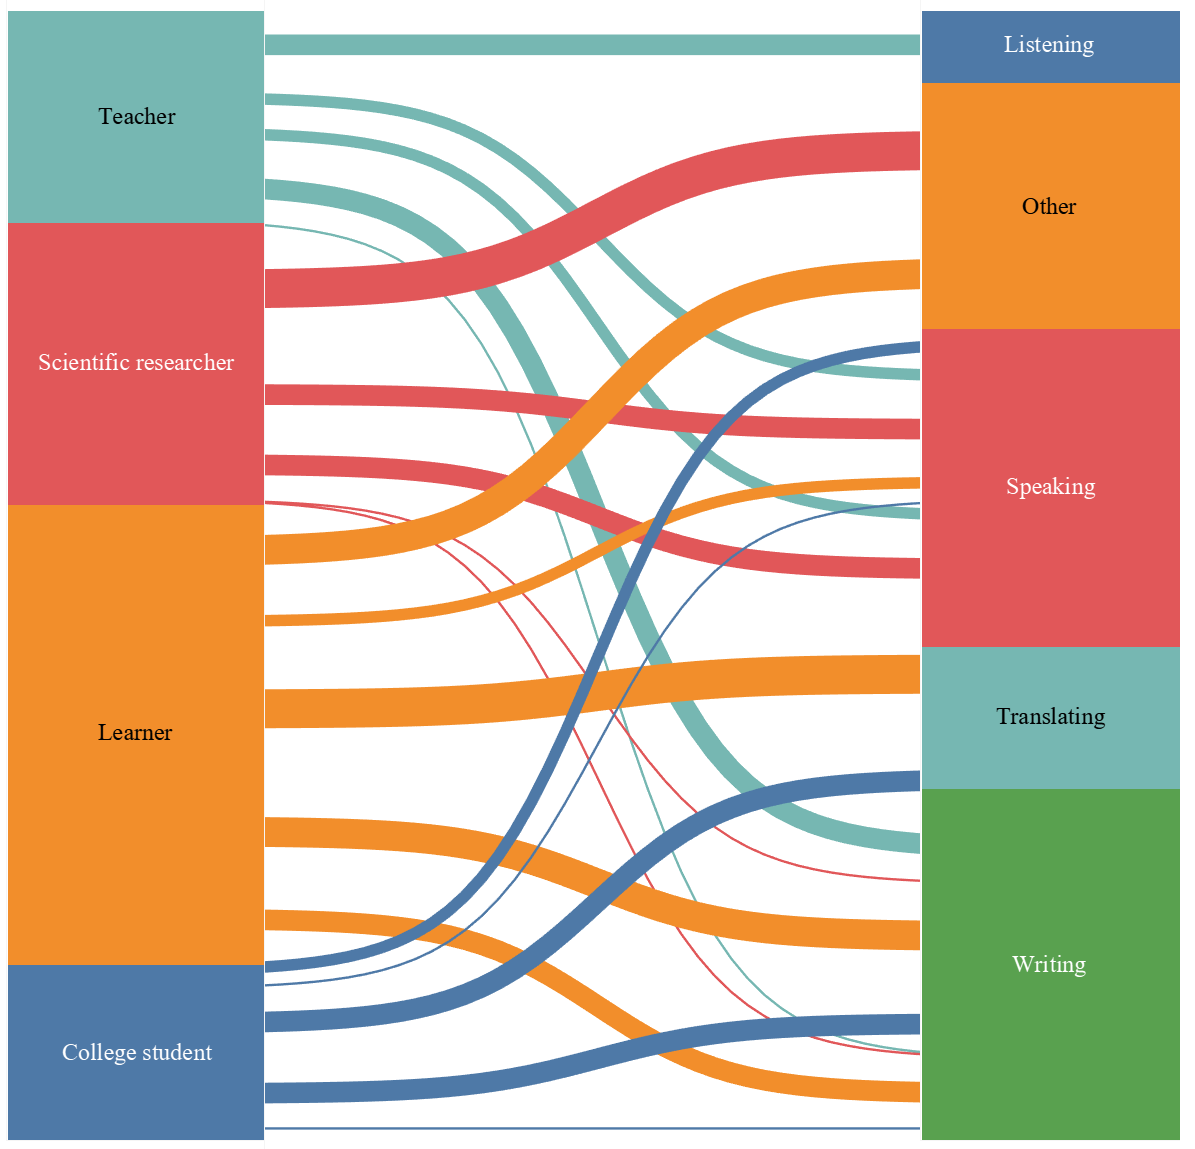 Teacher
Scientific researcher
Learner
College student
Listening
Other
Speaking
Translating
Writing